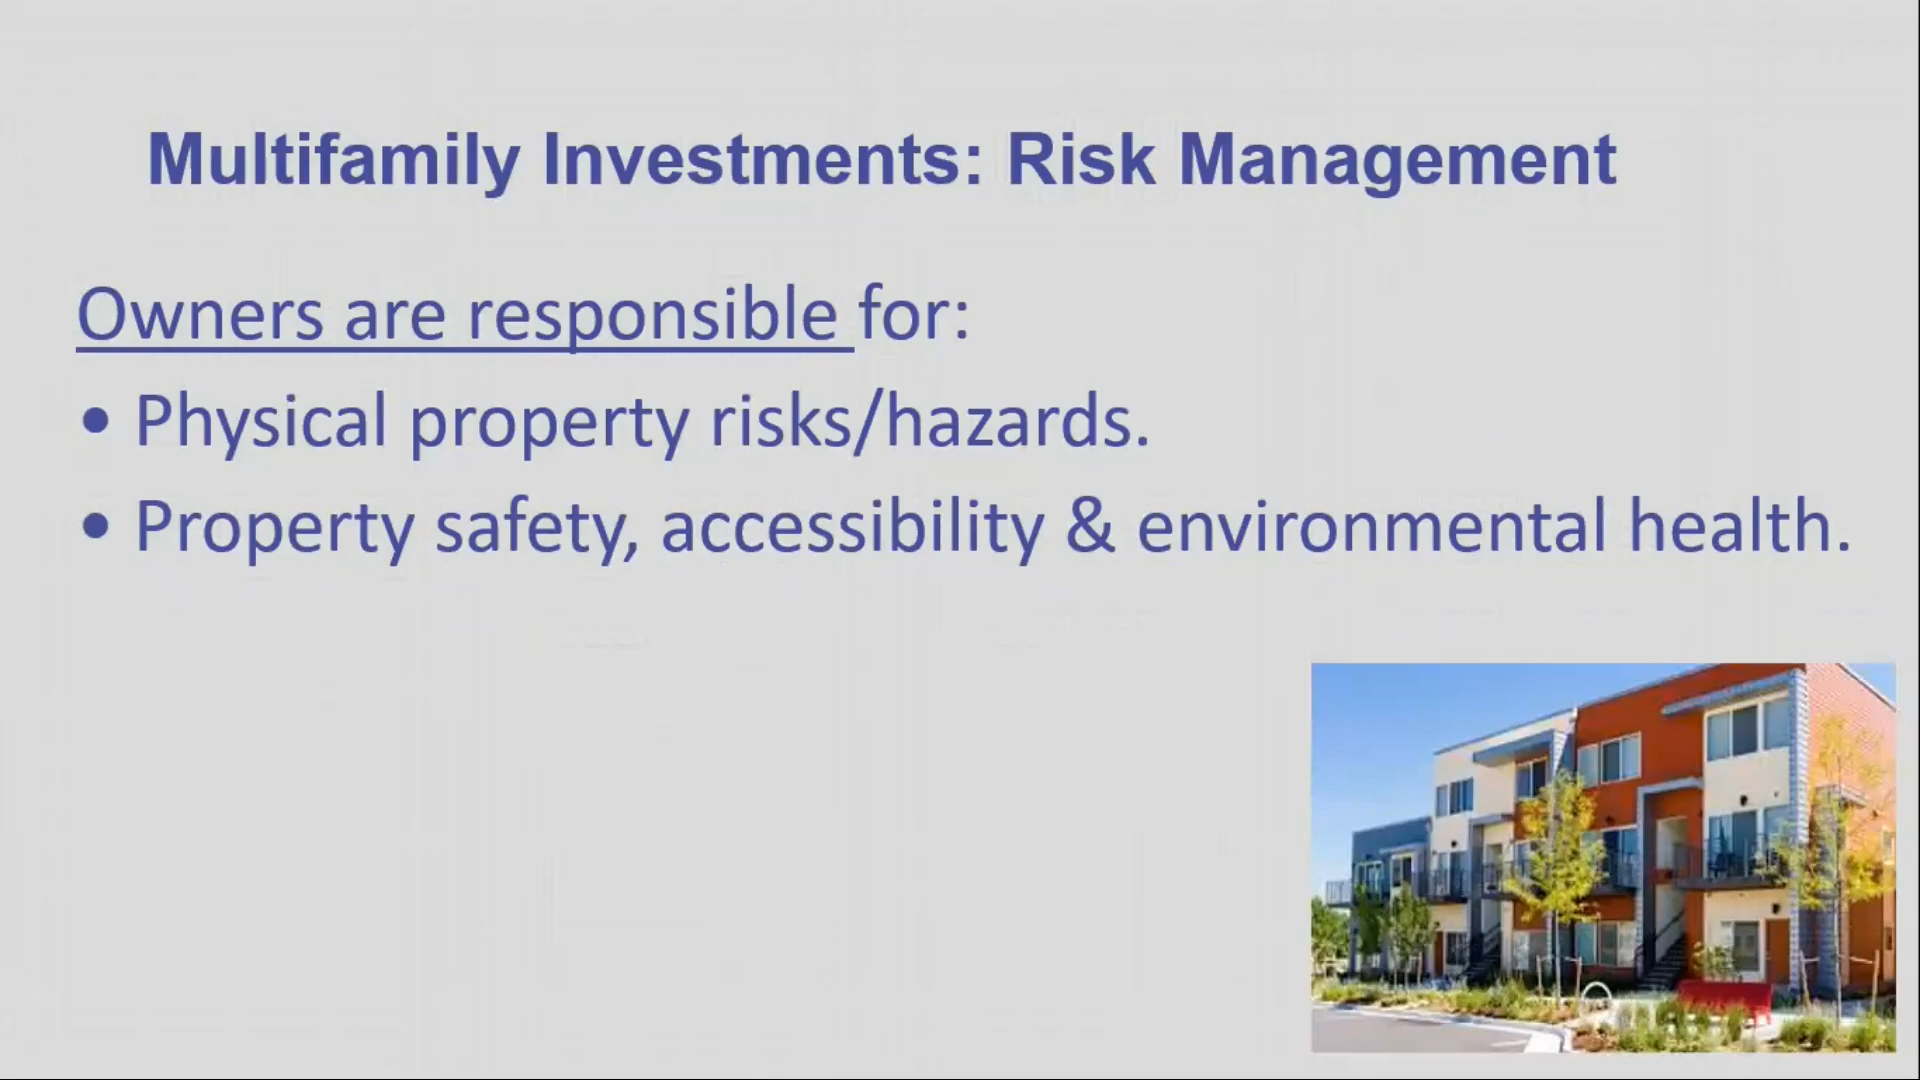 Multifamily Investments: Risk Management
Owners are responsible for:
• Physical property risks/hazards.
• Property safety, accessibility & environmental health.